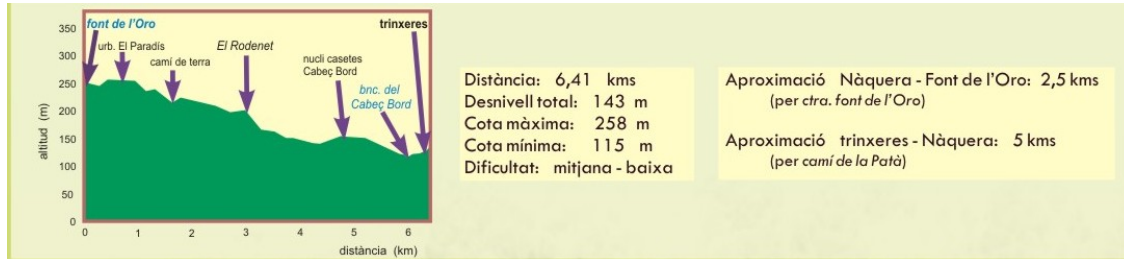 font de l'Oro
trinxeres
urb. El Paradís
El Rodenet
camí de terra
nucli casetes
Cabeç Bord
bnc. del
Cabeç Bord
altitud (m)
350
300
250
200
150
100
50
0
0 1 2 3 4 5 6
distància (km)
Distància: 6,41 kms
Desnivell total: 143 m
Cota màxima: 258 m
Cota mínima: 115 m
Dificultat: mitjana - baixa
Aproximació Nàquera - Font de l'Oro: 2,5 kms
(per ctra. font de l'Oro)
Aproximació trinxeres - Nàquera: 5 kms
(per camí de la Patà)